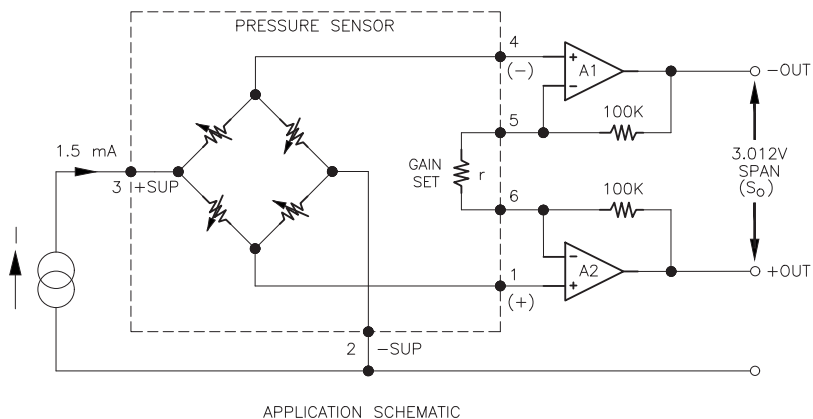 PRESSURE SENSOR
4
(−)
+
A1
−
−OUT
100K
5
1.5 mA
GAIN
SET
r
3.012V
SPAN
(So)
3
+SUP
I
6
100K
−
A2
+
+OUT
1
(+)
2
−SUP
APPLICATION SCHEMATIC